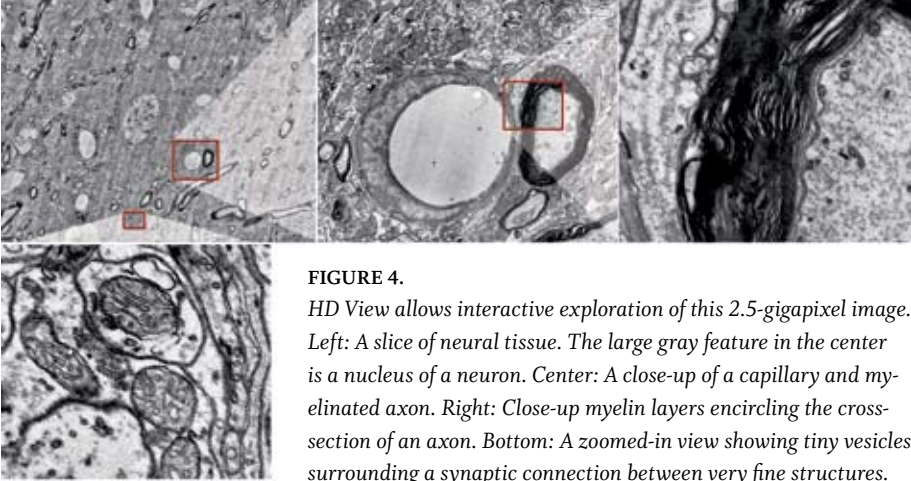 FIGURE 4.
HD View allows interactive exploration of this 2.5-gigapixel image.
Left: A slice of neural tissue. The large gray feature in the center
is a nucleus of a neuron. Center: A close-up of a capillary and my-
elinated axon. Right: Close-up myelin layers encircling the cross-
section of an axon. Bottom: A zoomed-in view showing tiny vesicles
surrounding a synaptic connection between very fine structures.